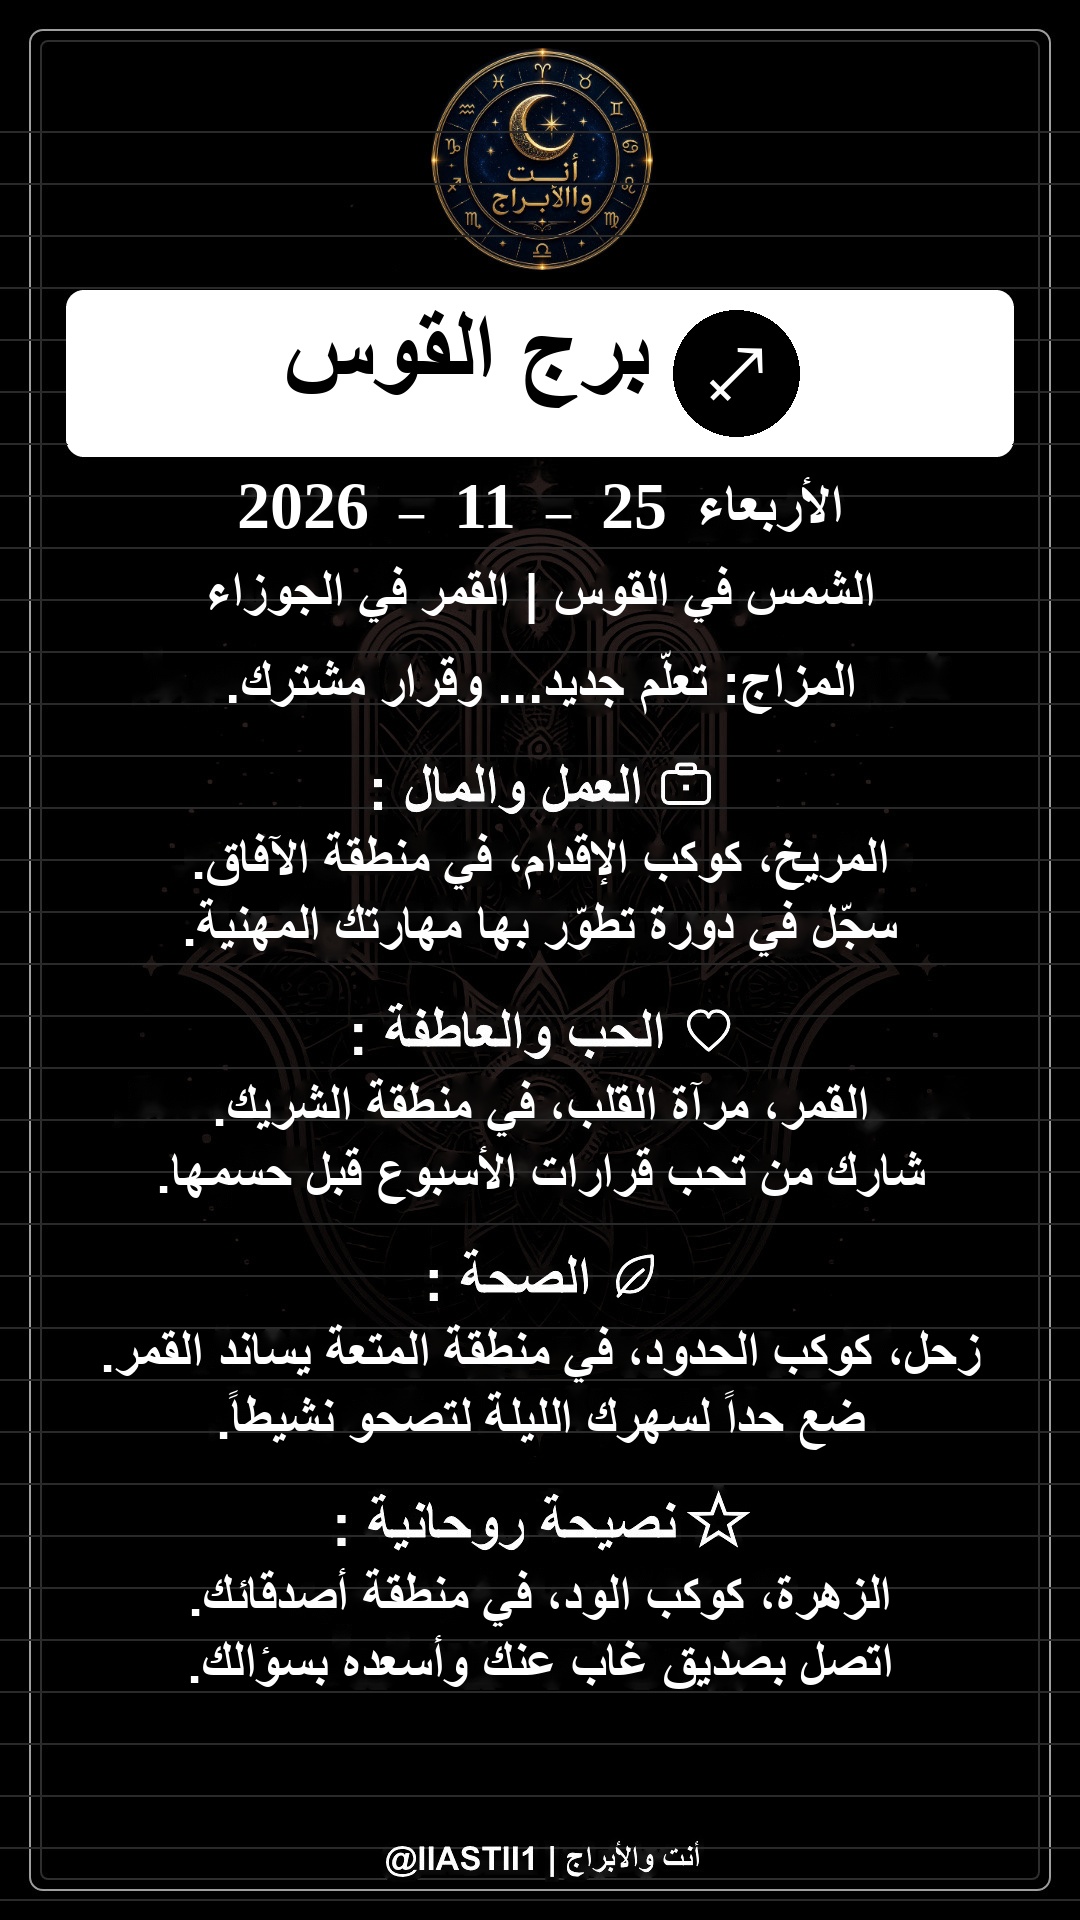 أنت
واالأبراج
برج القوس
الأربعاء 25 – 11 – 2026
الشمس في القوس | القمر في الجوزاء
المزاج: تعلّم جديد... وقرار مشترك.
العمل والمال :
المريخ، كوكب الإقدام، في منطقة الآفاق.
سجّل في دورة تطوّر بها مهارتك المهنية.
الحب والعاطفة :
القمر، مرآة القلب، في منطقة الشريك.
شارك من تحب قرارات الأسبوع قبل حسمها.
الصحة :
زحل، كوكب الحدود، في منطقة المتعة يساند القمر.
ضع حداً لسهرك الليلة لتصحو نشيطاً.
نصيحة روحانية :
الزهرة، كوكب الود، في منطقة أصدقائك.
اتصل بصديق غاب عنك وأسعده بسؤالك.
أنت والأبراج | @IIASTII1